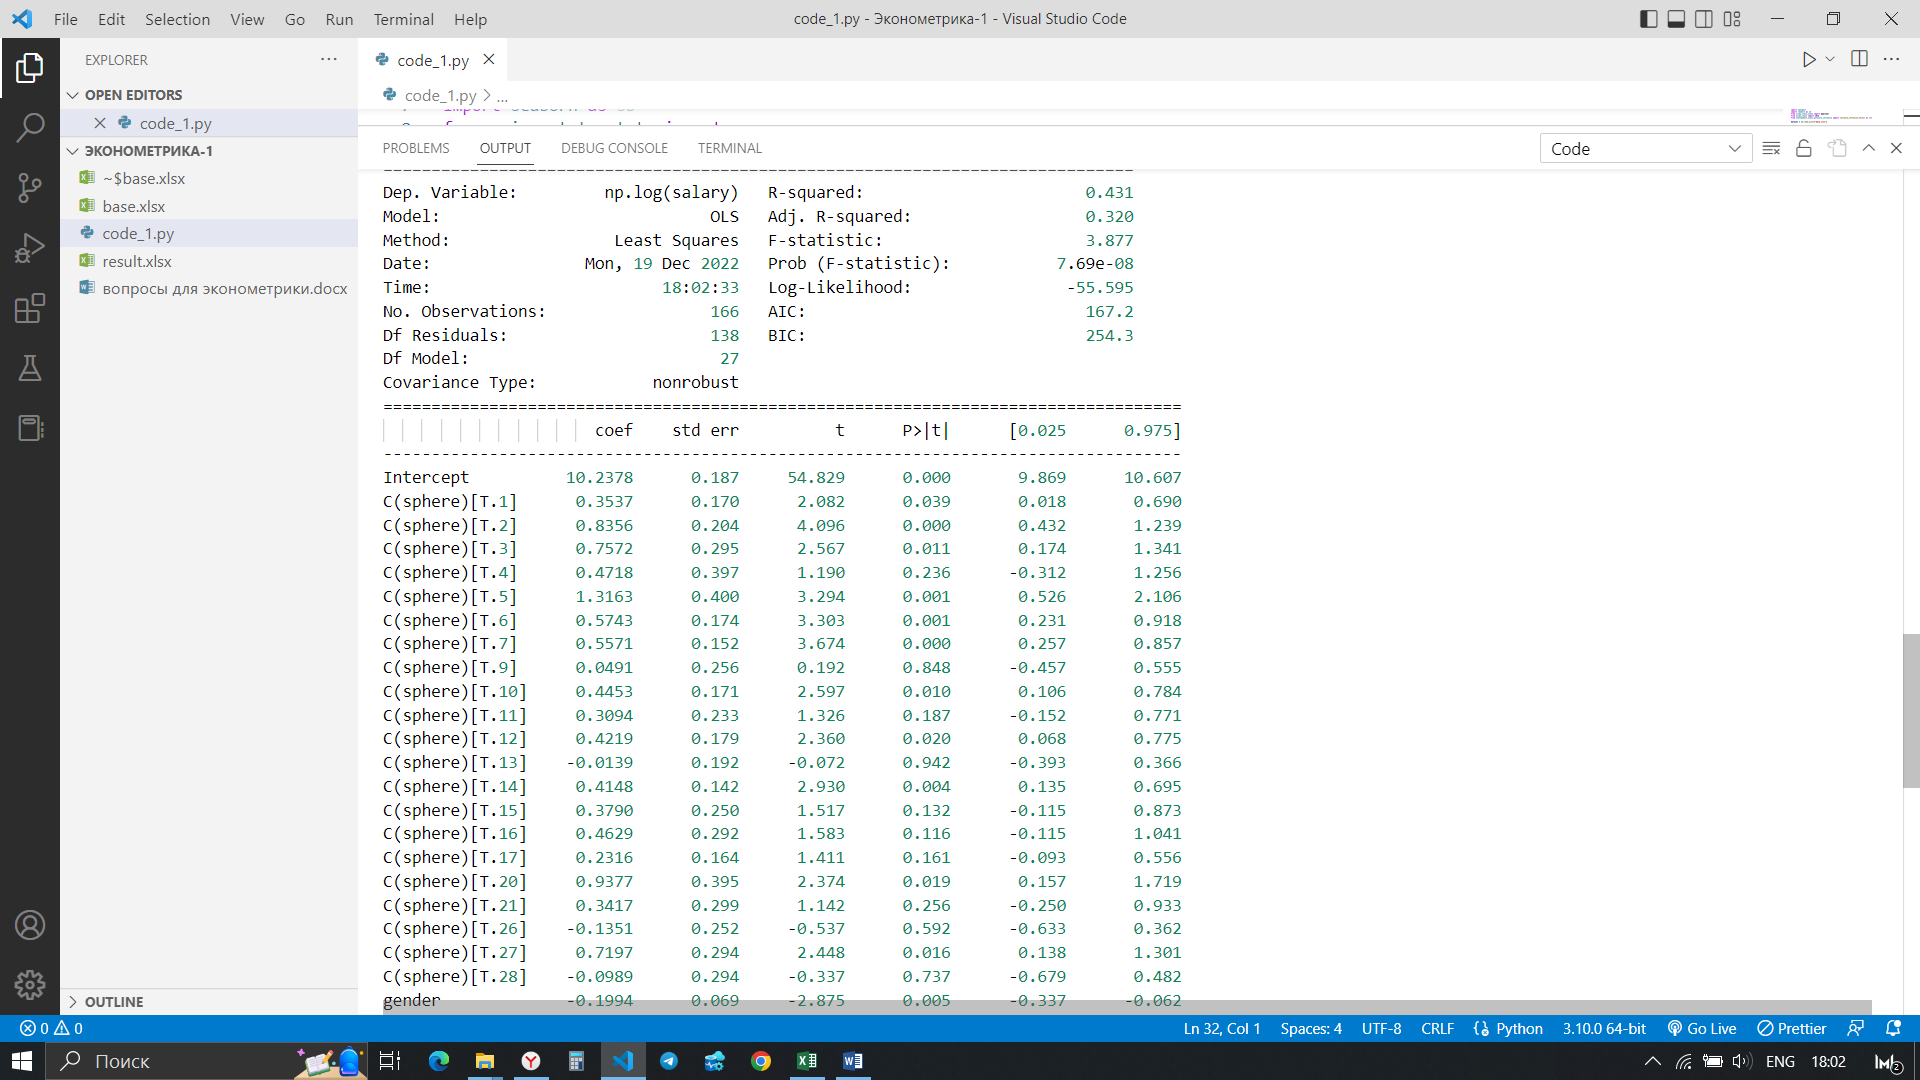 File Edit Selection View Go Run Terminal Help
code_1.py - Эконометрика-1 - Visual Studio Code
EXPLORER
OPEN EDITORS
code_1.py
ЭКОНОМЕТРИКА-1
~$base.xlsx
base.xlsx
code_1.py
result.xlsx
вопросы для эконометрики.docx
OUTLINE
code_1.py
code_1.py > ...
PROBLEMS OUTPUT DEBUG CONSOLE TERMINAL
Code
==============================================================================
Dep. Variable: np.log(salary) R-squared: 0.431
Model: OLS Adj. R-squared: 0.320
Method: Least Squares F-statistic: 3.877
Date: Mon, 19 Dec 2022 Prob (F-statistic): 7.69e-08
Time: 18:02:33 Log-Likelihood: -55.595
No. Observations: 166 AIC: 167.2
Df Residuals: 138 BIC: 254.3
Df Model: 27
Covariance Type: nonrobust
===================================================================================
coef std err t P>|t| [0.025 0.975]
-----------------------------------------------------------------------------------
Intercept 10.2378 0.187 54.829 0.000 9.869 10.607
C(sphere)[T.1] 0.3537 0.170 2.082 0.039 0.018 0.690
C(sphere)[T.2] 0.8356 0.204 4.096 0.000 0.432 1.239
C(sphere)[T.3] 0.7572 0.295 2.567 0.011 0.174 1.341
C(sphere)[T.4] 0.4718 0.397 1.190 0.236 -0.312 1.256
C(sphere)[T.5] 1.3163 0.400 3.294 0.001 0.526 2.106
C(sphere)[T.6] 0.5743 0.174 3.303 0.001 0.231 0.918
C(sphere)[T.7] 0.5571 0.152 3.674 0.000 0.257 0.857
C(sphere)[T.9] 0.0491 0.256 0.192 0.848 -0.457 0.555
C(sphere)[T.10] 0.4453 0.171 2.597 0.010 0.106 0.784
C(sphere)[T.11] 0.3094 0.233 1.326 0.187 -0.152 0.771
C(sphere)[T.12] 0.4219 0.179 2.360 0.020 0.068 0.775
C(sphere)[T.13] -0.0139 0.192 -0.072 0.942 -0.393 0.366
C(sphere)[T.14] 0.4148 0.142 2.930 0.004 0.135 0.695
C(sphere)[T.15] 0.3790 0.250 1.517 0.132 -0.115 0.873
C(sphere)[T.16] 0.4629 0.292 1.583 0.116 -0.115 1.041
C(sphere)[T.17] 0.2316 0.164 1.411 0.161 -0.093 0.556
C(sphere)[T.20] 0.9377 0.395 2.374 0.019 0.157 1.719
C(sphere)[T.21] 0.3417 0.299 1.142 0.256 -0.250 0.933
C(sphere)[T.26] -0.1351 0.252 -0.537 0.592 -0.633 0.362
C(sphere)[T.27] 0.7197 0.294 2.448 0.016 0.138 1.301
C(sphere)[T.28] -0.0989 0.294 -0.337 0.737 -0.679 0.482
gender -0.1994 0.069 -2.875 0.005 -0.337 -0.062
0 0 Ln 32, Col 1 Spaces: 4 UTF-8 CRLF Python 3.10.0 64-bit Go Live Prettier
Поиск ENG 18:02